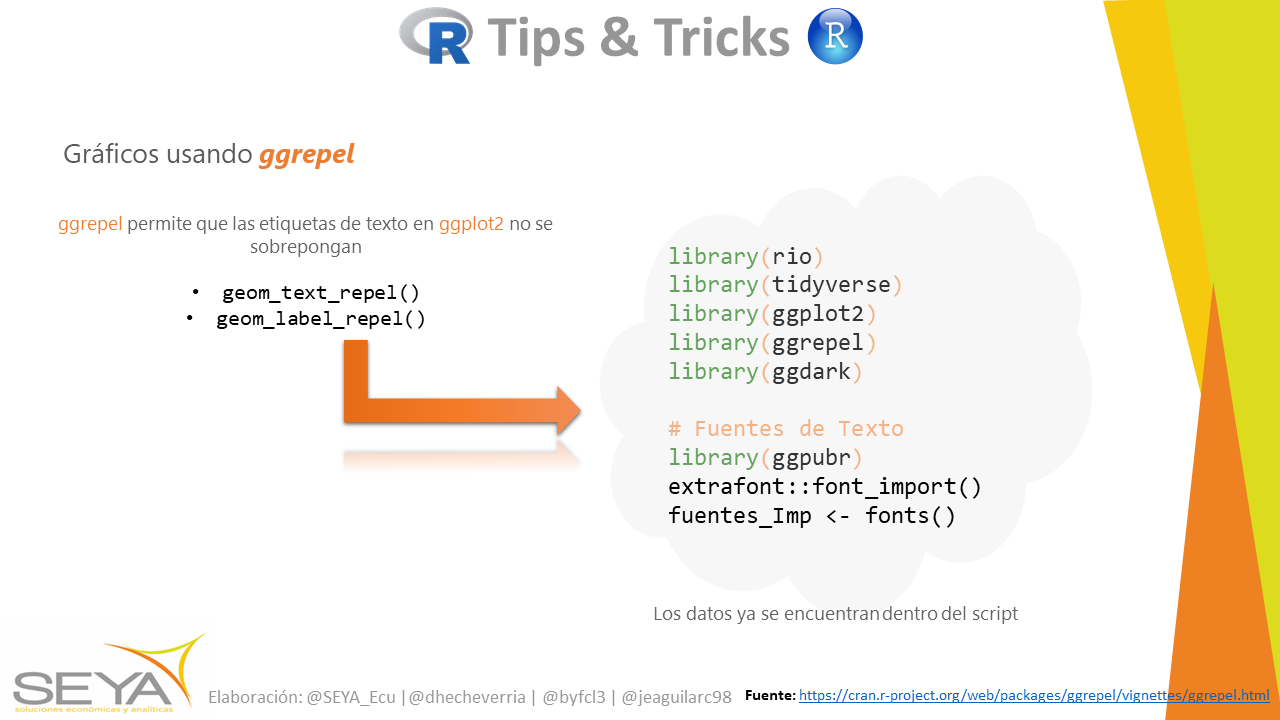 R Tips & Tricks R
Gráficos usando ggrepel
ggrepel permite que las etiquetas de texto en ggplot2 no se
sobrepongan
• geom_text_repel()
• geom_label_repel()
library(rio)
library(tidyverse)
library(ggplot2)
library(ggrepel)
library(ggdark)
# Fuentes de Texto
library(ggpubr)
extrafont::font_import()
fuentes_Imp <- fonts()
Los datos ya se encuentran dentro del script
SEYA
soluciones económicas y analíticas
Elaboración: @SEYA_Ecu |@dhecheverria | @byfcl3 | @jeaguilarc98
Fuente: https://cran.r-project.org/web/packages/ggrepel/vignettes/ggrepel.html